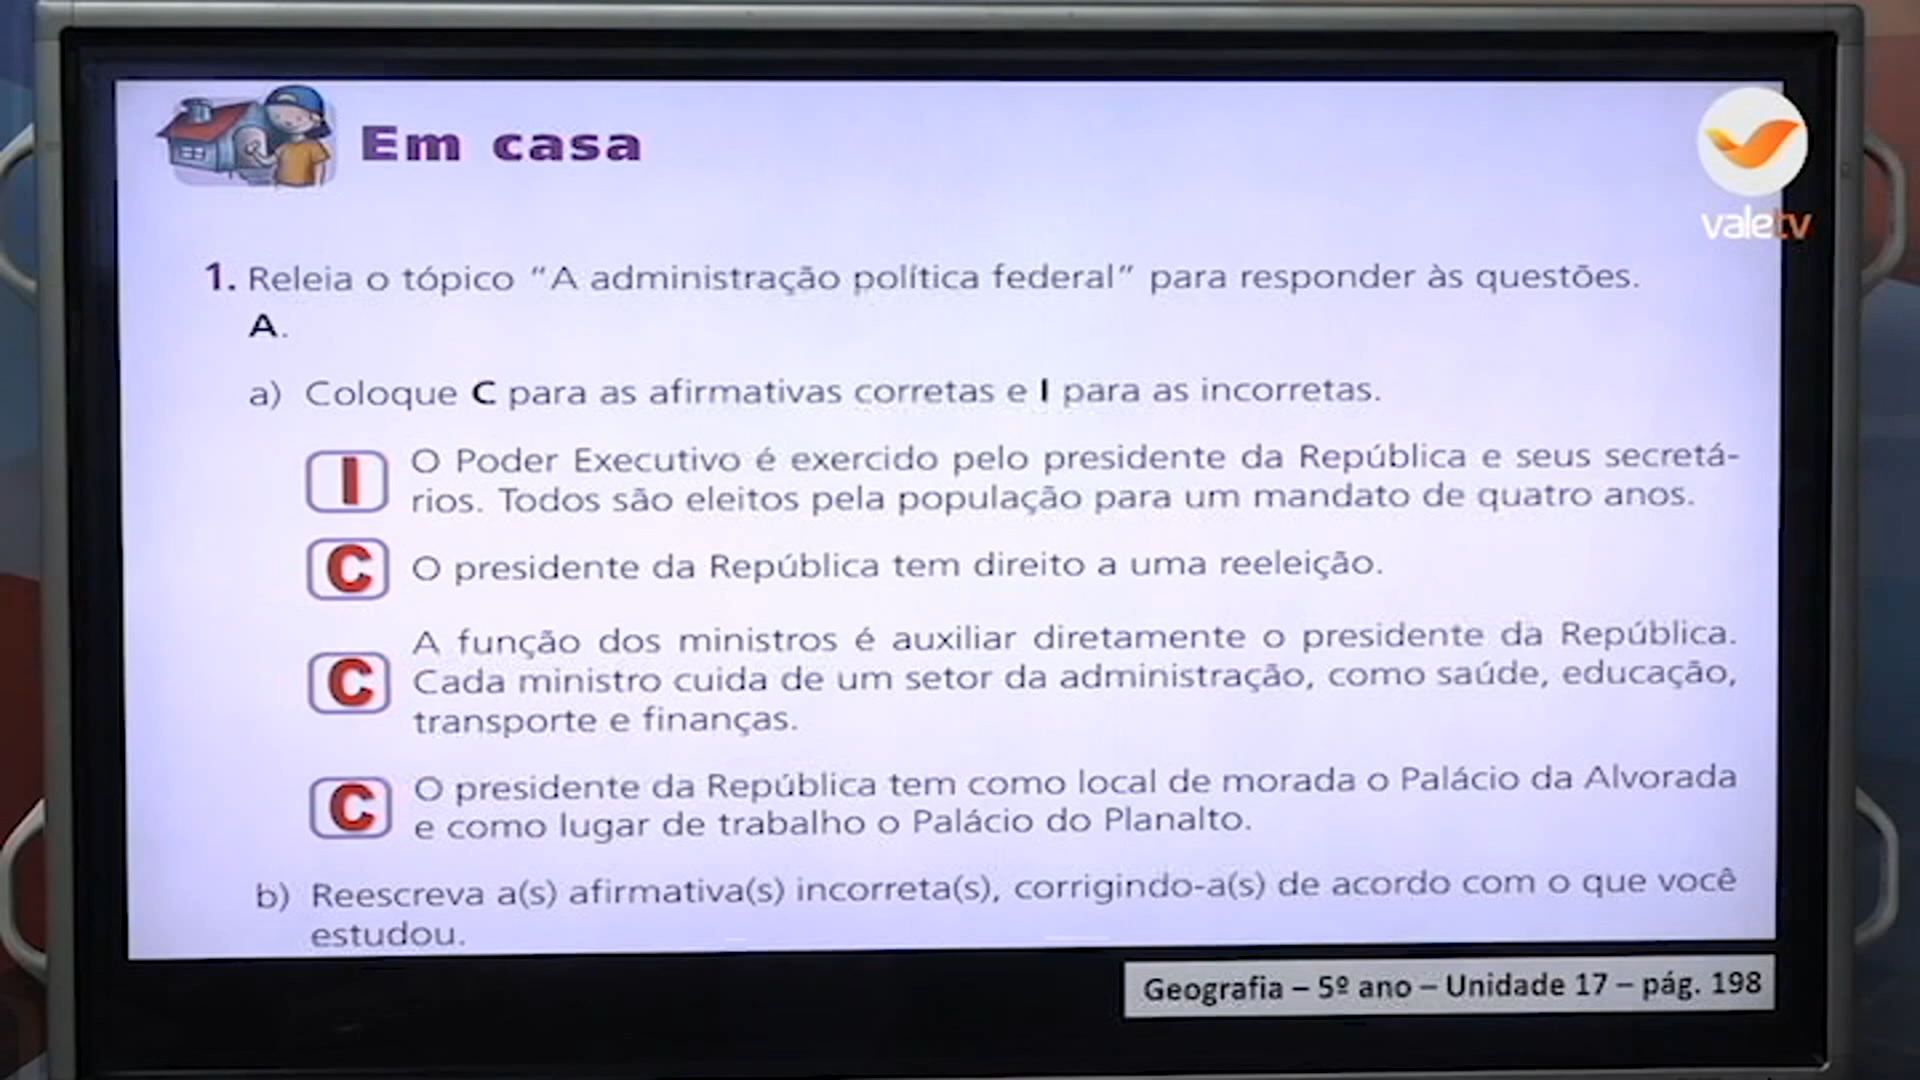 Em casa
valetv
1. Releia o tópico “A administração política federal” para responder às questões.
A.
a) Coloque C para as afirmativas corretas e I para as incorretas.
I O Poder Executivo é exercido pelo presidente da República e seus secretá-
rios. Todos são eleitos pela população para um mandato de quatro anos.
C O presidente da República tem direito a uma reeleição.
A função dos ministros é auxiliar diretamente o presidente da República.
C Cada ministro cuida de um setor da administração, como saúde, educação,
transporte e finanças.
C O presidente da República tem como local de morada o Palácio da Alvorada
e como lugar de trabalho o Palácio do Planalto.
b) Reescreva a(s) afirmativa(s) incorreta(s), corrigindo-a(s) de acordo com o que você
estudou.
Geografia – 5º ano – Unidade 17 – pág. 198